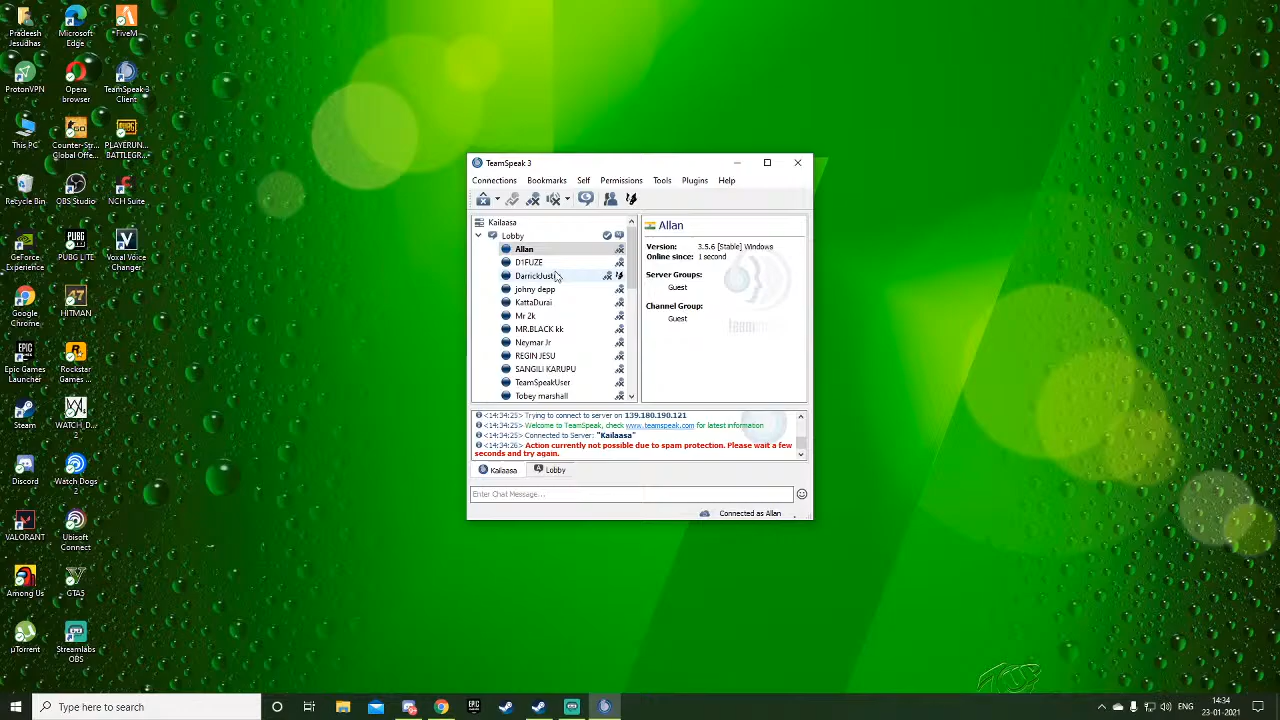 Pradesh
Jesudhas
Microsoft
Edge
FiveM
ProtonVPN
Opera
browser
TeamSpeak 3
Client
This PC
Counter-Str...
Global Offe...
PLAYERUN...
BATTLEGR...
Recycle Bin
OBS Studio
NCH Suite
GeForce
Experience
PUBG LITE
Voxal Voice
Changer
Google
Chrome
HITMAN
Epic Games
Launcher
Rockstar
Games ...
Steam
WATCH_D...
Discord
Watch Dogs
2
VALORANT
Ubisoft
Connect
Among Us
GTA5
µTorrent
Streamlabs
OBS
TeamSpeak 3
Connections Bookmarks Self Permissions Tools Plugins Help
Kailaasa
Lobby
Allan
D1FUZE
DarrickJusti
johny depp
KattaDurai
Mr 2k
MR.BLACK kk
Neymar Jr
REGIN JESU
SANGILI KARUPU
TeamSpeakUser
Tobey marshall
Allan
Version: 3.5.6 [Stable] Windows
Online since: 1 second
Server Groups:
Guest
Channel Group:
Guest
<14:34:25> Trying to connect to server on 139.180.190.121
<14:34:25> Welcome to TeamSpeak, check www.teamspeak.com for latest information
<14:34:25> Connected to Server: "Kailaasa"
<14:34:26> Action currently not possible due to spam protection. Please wait a few
seconds and try again.
Kailaasa Lobby
Enter Chat Message...
Connected as Allan
Type here to search
ENG
14:34
23-01-2021